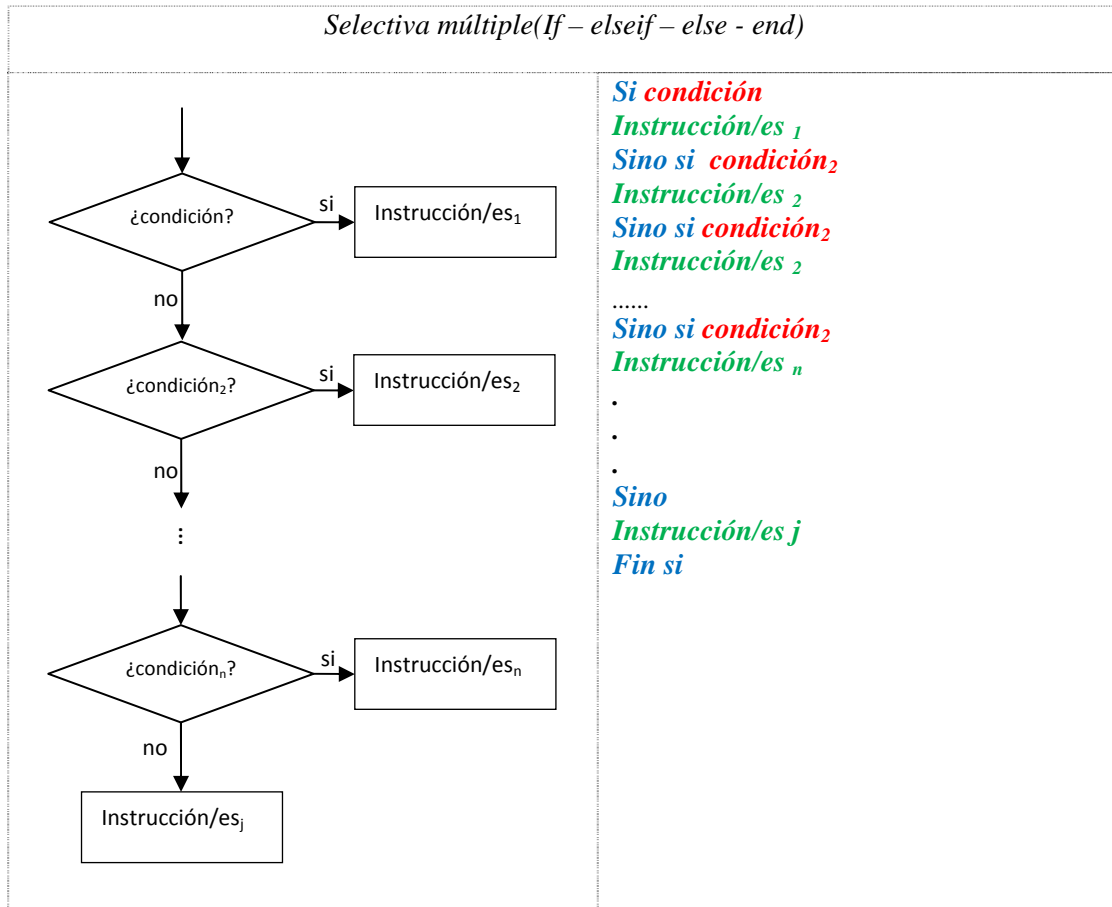 Selectiva múltiple(If – elseif – else - end)
¿condición?
si
Instrucción/es1
no
¿condición2?
si
Instrucción/es2
no
...
¿condiciónn?
si
Instrucción/esn
no
Instrucción/esj
Si condición
Instrucción/es 1
Sino si condición2
Instrucción/es 2
Sino si condición2
Instrucción/es 2
......
Sino si condición2
Instrucción/es n
.
.
.
Sino
Instrucción/es j
Fin si